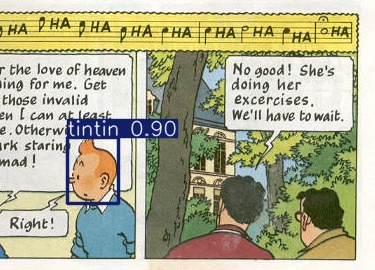 HA HA HA HA HA HA HA HA HA
r the love of heaven
ing for me. Get
those invalid
en I can at least
e. Otherwi
rk staring
mad!
tintin 0.90
Right!
No good! She's
doing her
excercises.
We'll have to wait.